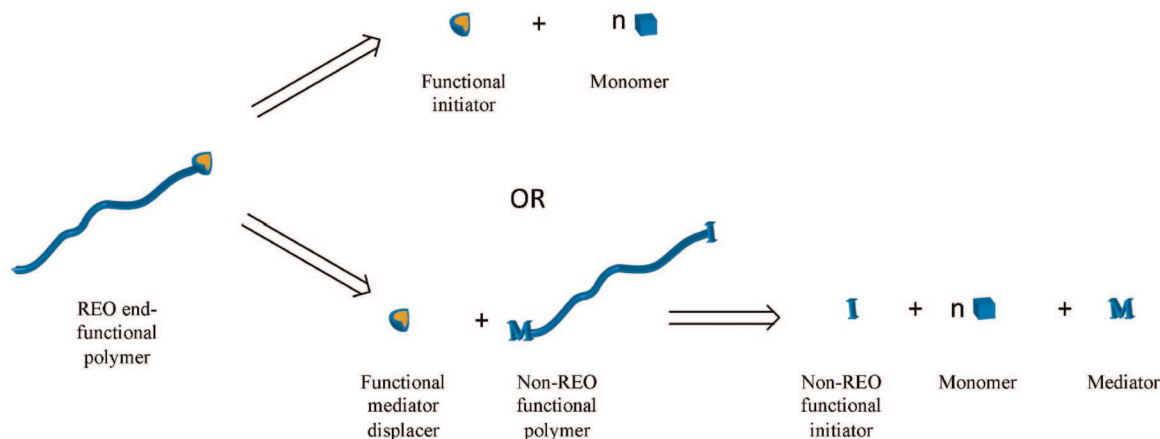 + n
Functional
initiator
Monomer
OR
REO end-
functional
polymer
+
M
I
Functional
mediator
displacer
Non-REO
functional
polymer
I + n + M
Non-REO
functional
initiator
Monomer
Mediator